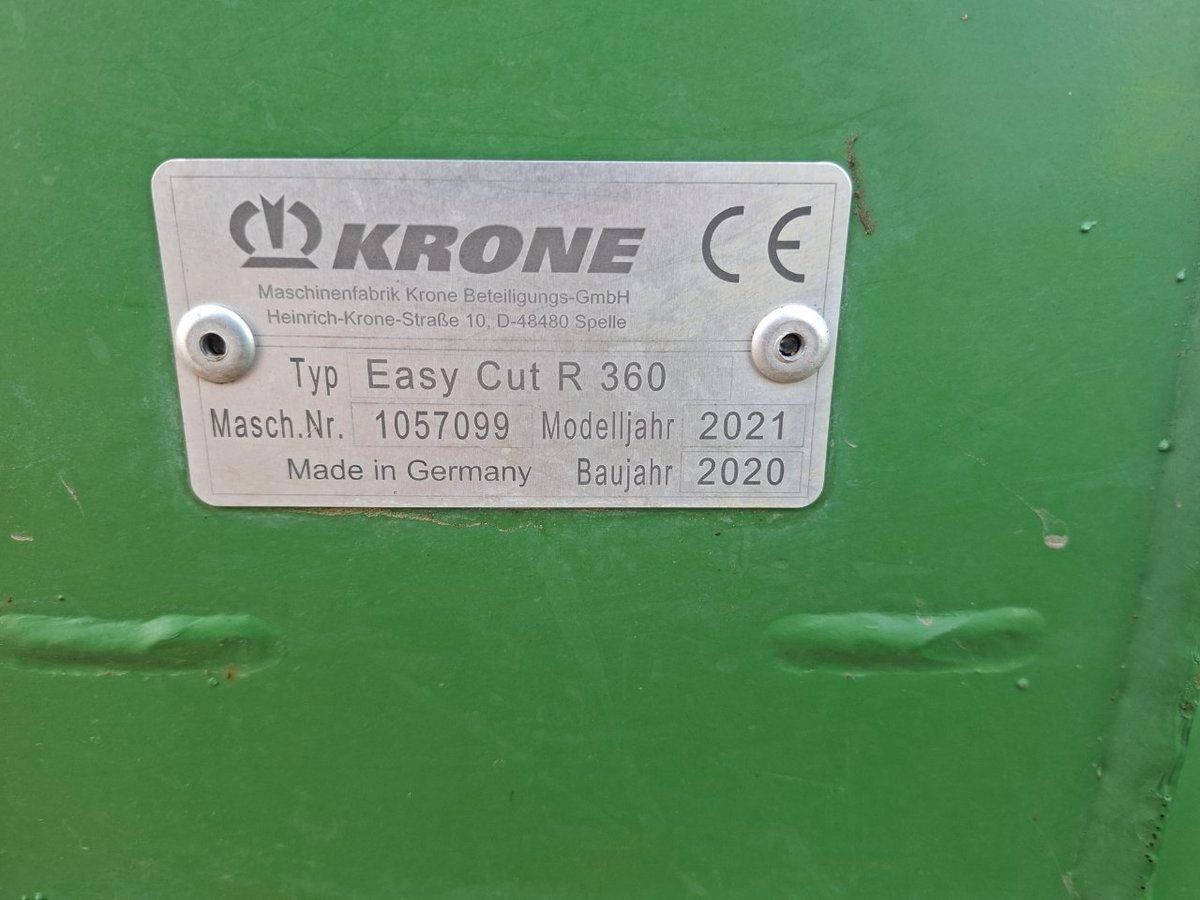 KRONE CE
Maschinenfabrik Krone Beteiligungs-GmbH
Heinrich-Krone-Straße 10, D-48480 Spelle
Typ Easy Cut R 360
Masch.Nr. 1057099 Modelljahr 2021
Made in Germany Baujahr 2020